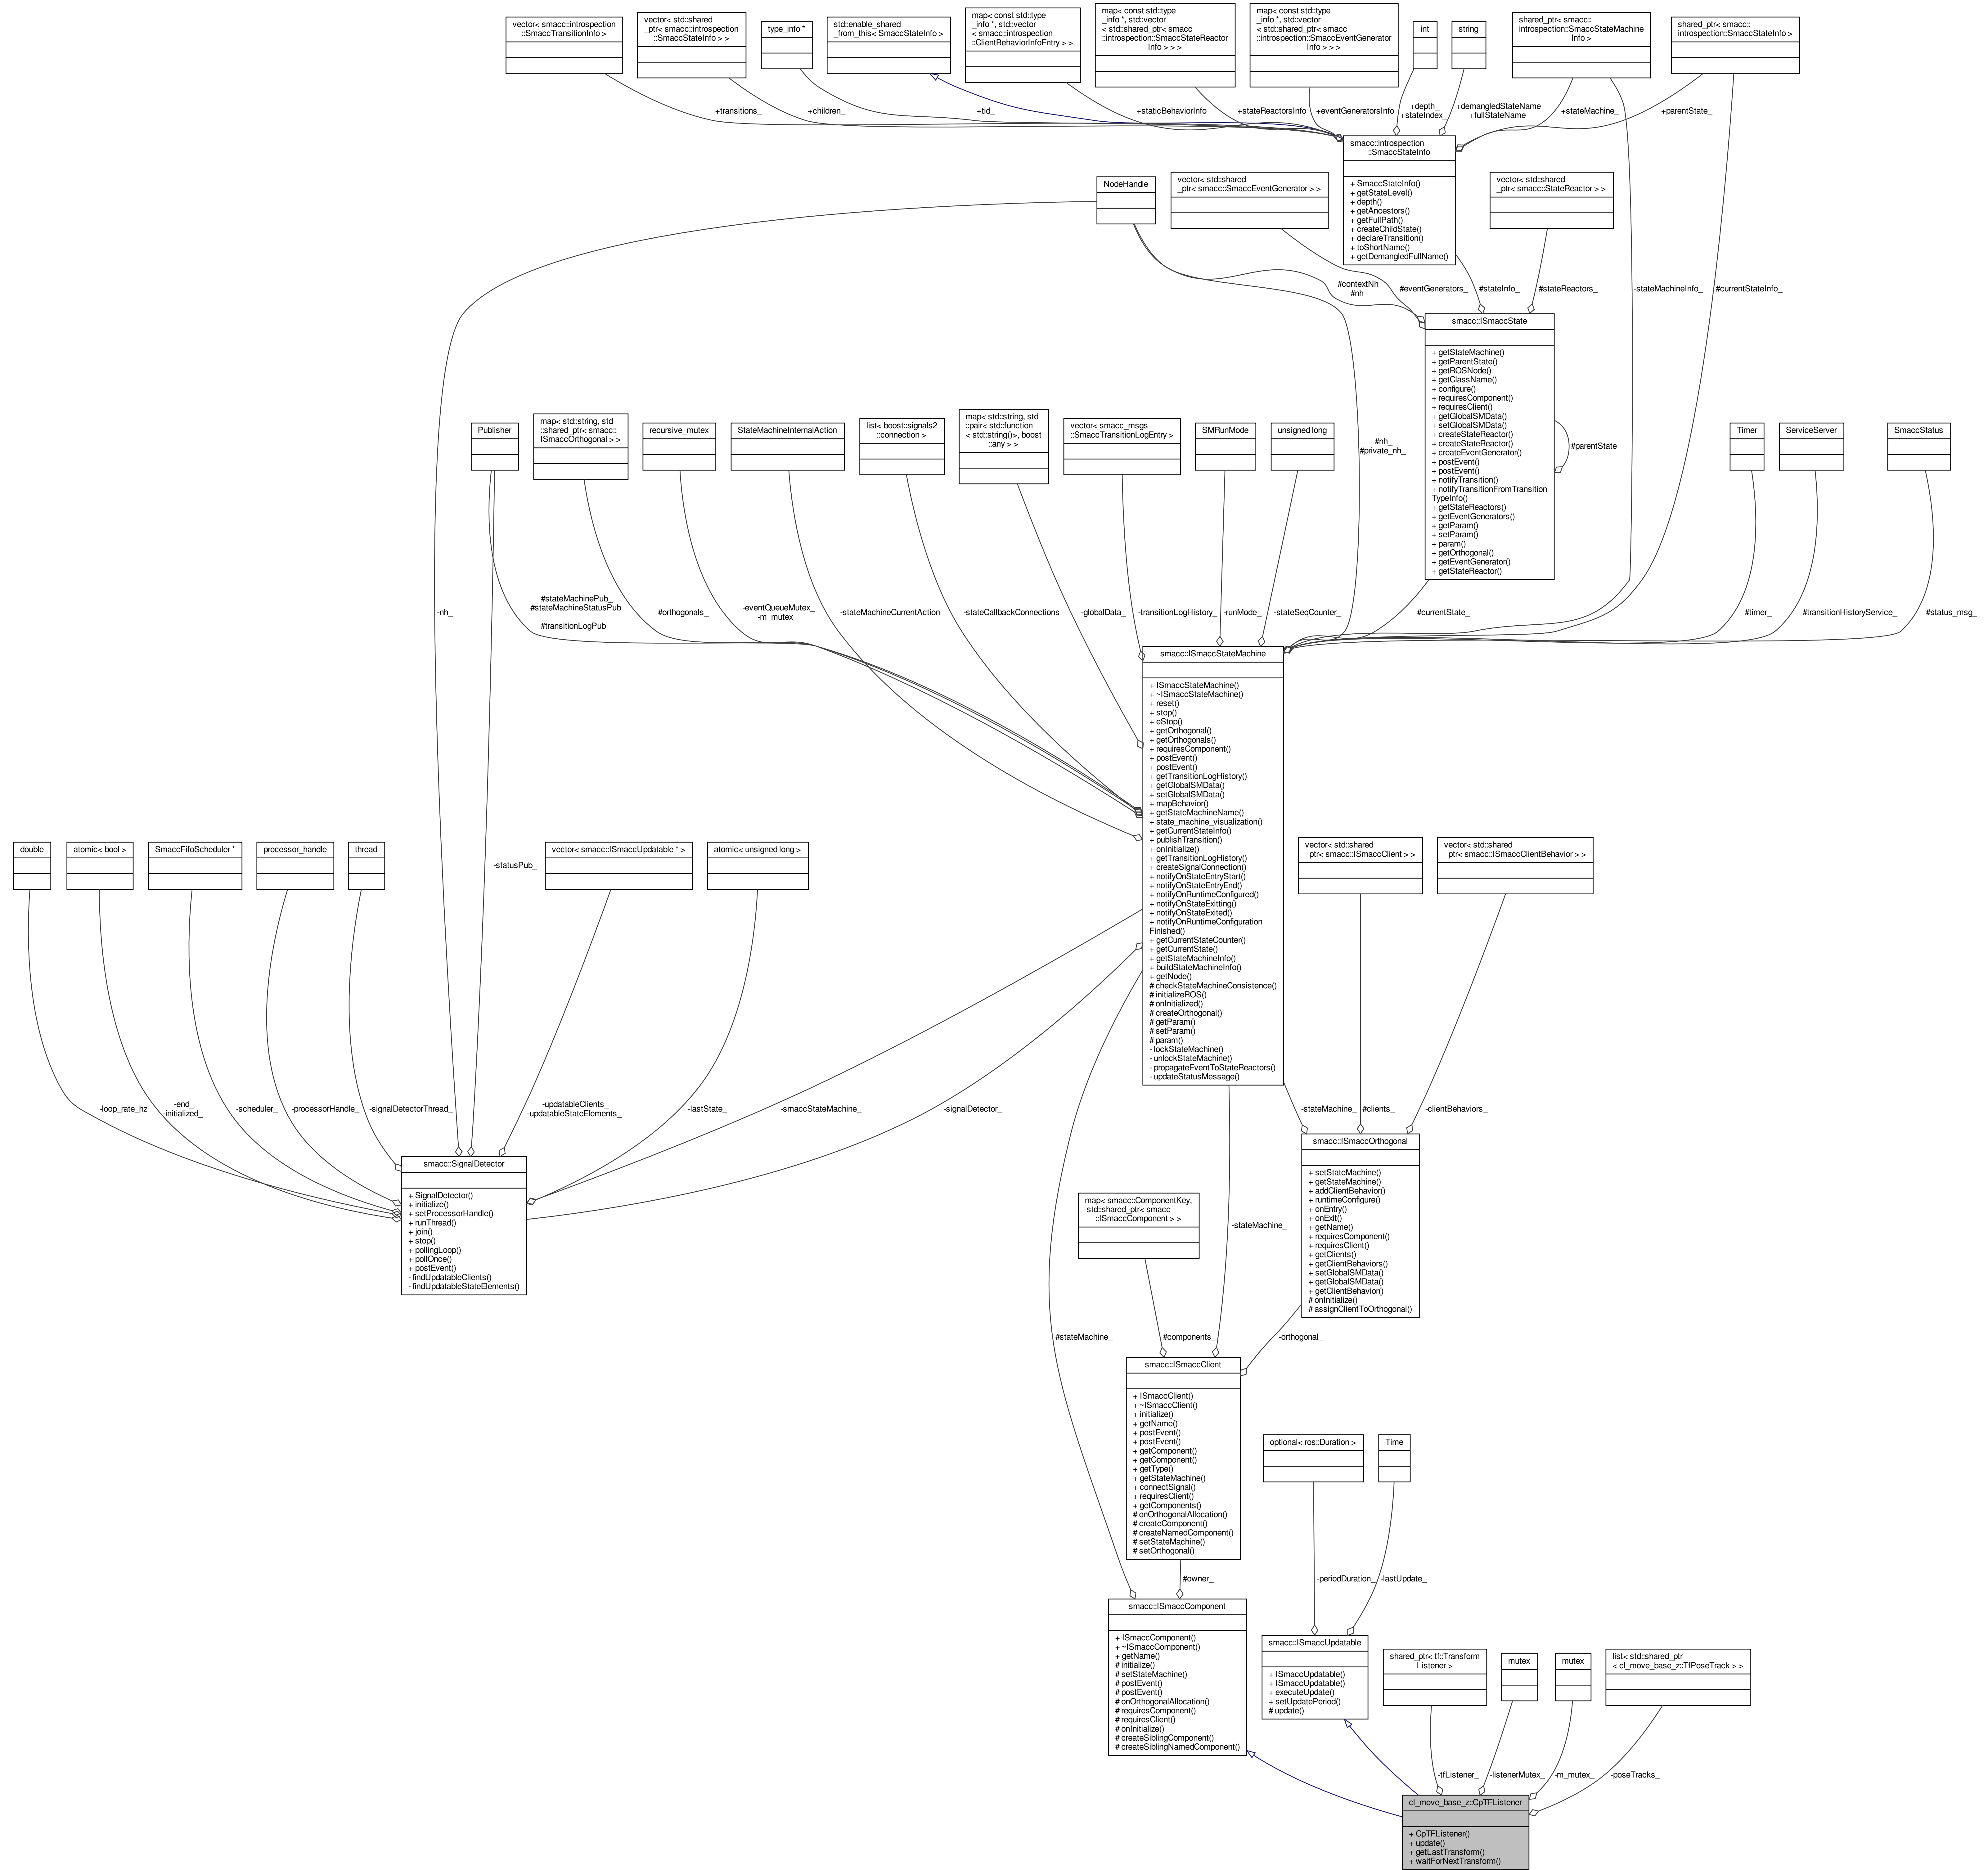 vector< smacc::introspection
::SmaccTransitionInfo >
vector< std::shared
_ptr< smacc::introspection
::SmaccStateInfo > >
type_info *
std::enable_shared
_from_this< SmaccStateInfo >
map< const std::type
_info *, std::vector
< smacc::introspection
::ClientBehaviorInfoEntry > >
map< const std::type
_info *, std::vector
< std::shared_ptr< smacc
::introspection::SmaccStateReactor
Info > > >
map< const std::type
_info *, std::vector
< std::shared_ptr< smacc
::introspection::SmaccEventGenerator
Info > > >
int
string
shared_ptr< smacc::
introspection::SmaccStateMachine
Info >
shared_ptr< smacc::
introspection::SmaccStateInfo >
+transitions_
+children_
+tid_
+staticBehaviorInfo
+stateReactorsInfo
+eventGeneratorsInfo
+depth_
+stateIndex_
+demangledStateName
+fullStateName
+stateMachine_
+parentState_
smacc::introspection
::SmaccStateInfo
+ SmaccStateInfo()
+ getStateLevel()
+ depth()
+ getAncestors()
+ getFullPath()
+ createChildState()
+ declareTransition()
+ toShortName()
+ getDemangledFullName()
NodeHandle
vector< std::shared
_ptr< smacc::SmaccEventGenerator > >
vector< std::shared
_ptr< smacc::StateReactor > >
#contextNh
#nh
#eventGenerators_
#stateInfo_
#stateReactors_
-stateMachineInfo_
#currentStateInfo_
smacc::ISmaccState
+ getStateMachine()
+ getParentState()
+ getROSNode()
+ getClassName()
+ configure()
+ requiresComponent()
+ requiresClient()
+ getGlobalSMData()
+ setGlobalSMData()
+ createStateReactor()
+ createStateReactor()
+ createEventGenerator()
+ postEvent()
+ postEvent()
+ notifyTransition()
+ notifyTransitionFromTransition
TypeInfo()
+ getStateReactors()
+ getEventGenerators()
+ getParam()
+ setParam()
+ param()
+ getOrthogonal()
+ getEventGenerator()
+ getStateReactor()
#parentState_
Publisher
map< std::string, std
::shared_ptr< smacc::
ISmaccOrthogonal > >
recursive_mutex
StateMachineInternalAction
list< boost::signals2
::connection >
map< std::string, std
::pair< std::function
< std::string()>, boost
::any > >
vector< smacc_msgs
::SmaccTransitionLogEntry >
SMRunMode
unsigned long
#nh_
#private_nh_
Timer
ServiceServer
SmaccStatus
-nh_
#stateMachinePub_
#stateMachineStatusPub
_
#transitionLogPub_
#orthogonals_
-eventQueueMutex_
-m_mutex_
-stateMachineCurrentAction
-stateCallbackConnections
-globalData_
-transitionLogHistory_
-runMode_
-stateSeqCounter_
#currentState_
#timer_
#transitionHistoryService_
#status_msg_
smacc::ISmaccStateMachine
+ ISmaccStateMachine()
+ ~ISmaccStateMachine()
+ reset()
+ stop()
+ eStop()
+ getOrthogonal()
+ getOrthogonals()
+ requiresComponent()
+ postEvent()
+ postEvent()
+ getTransitionLogHistory()
+ getGlobalSMData()
+ setGlobalSMData()
+ mapBehavior()
+ getStateMachineName()
+ state_machine_visualization()
+ getCurrentStateInfo()
+ publishTransition()
+ onInitialize()
+ getTransitionLogHistory()
+ createSignalConnection()
+ notifyOnStateEntryStart()
+ notifyOnStateEntryEnd()
+ notifyOnRuntimeConfigured()
+ notifyOnStateExitting()
+ notifyOnStateExited()
+ notifyOnRuntimeConfiguration
Finished()
+ getCurrentStateCounter()
+ getCurrentState()
+ getStateMachineInfo()
+ buildStateMachineInfo()
+ getNode()
# checkStateMachineConsistence()
# initializeROS()
# onInitialized()
# createOrthogonal()
# getParam()
# setParam()
# param()
- lockStateMachine()
- unlockStateMachine()
- propagateEventToStateReactors()
- updateStatusMessage()
double
atomic< bool >
SmaccFifoScheduler *
processor_handle
thread
-statusPub_
vector< smacc::ISmaccUpdatable * >
atomic< unsigned long >
vector< std::shared
_ptr< smacc::ISmaccClient > >
vector< std::shared
_ptr< smacc::ISmaccClientBehavior > >
-loop_rate_hz
-end_
-initialized_
-scheduler_
-processorHandle_
-signalDetectorThread_
-updatableClients_
-updatableStateElements_
-lastState_
-smaccStateMachine_
-signalDetector_
-stateMachine_
#clients_
-clientBehaviors_
smacc::SignalDetector
+ SignalDetector()
+ initialize()
+ setProcessorHandle()
+ runThread()
+ join()
+ stop()
+ pollingLoop()
+ pollOnce()
+ postEvent()
- findUpdatableClients()
- findUpdatableStateElements()
smacc::ISmaccOrthogonal
+ setStateMachine()
+ getStateMachine()
+ addClientBehavior()
+ runtimeConfigure()
+ onEntry()
+ onExit()
+ getName()
+ requiresComponent()
+ requiresClient()
+ getClients()
+ getClientBehaviors()
+ setGlobalSMData()
+ getGlobalSMData()
+ getClientBehavior()
# onInitialize()
# assignClientToOrthogonal()
map< smacc::ComponentKey,
std::shared_ptr< smacc
::ISmaccComponent > >
-stateMachine_
#stateMachine_
#components_
-orthogonal_
smacc::ISmaccClient
+ ISmaccClient()
+ ~ISmaccClient()
+ initialize()
+ getName()
+ postEvent()
+ postEvent()
+ getComponent()
+ getComponent()
+ getType()
+ getStateMachine()
+ connectSignal()
+ requiresClient()
+ getComponents()
# onOrthogonalAllocation()
# createComponent()
# createNamedComponent()
# setStateMachine()
# setOrthogonal()
optional< ros::Duration >
Time
#owner_
-periodDuration_
-lastUpdate_
smacc::ISmaccComponent
+ ISmaccComponent()
+ ~ISmaccComponent()
+ getName()
# initialize()
# setStateMachine()
# postEvent()
# postEvent()
# onOrthogonalAllocation()
# requiresComponent()
# requiresClient()
# onInitialize()
# createSiblingComponent()
# createSiblingNamedComponent()
smacc::ISmaccUpdatable
+ ISmaccUpdatable()
+ ISmaccUpdatable()
+ executeUpdate()
+ setUpdatePeriod()
# update()
shared_ptr< tf::Transform
Listener >
mutex
mutex
list< std::shared_ptr
< cl_move_base_z::TfPoseTrack > >
-tfListener_
-listenerMutex_
-m_mutex_
-poseTracks_
cl_move_base_z::CpTFListener
+ CpTFListener()
+ update()
+ getLastTransform()
+ waitForNextTransform()